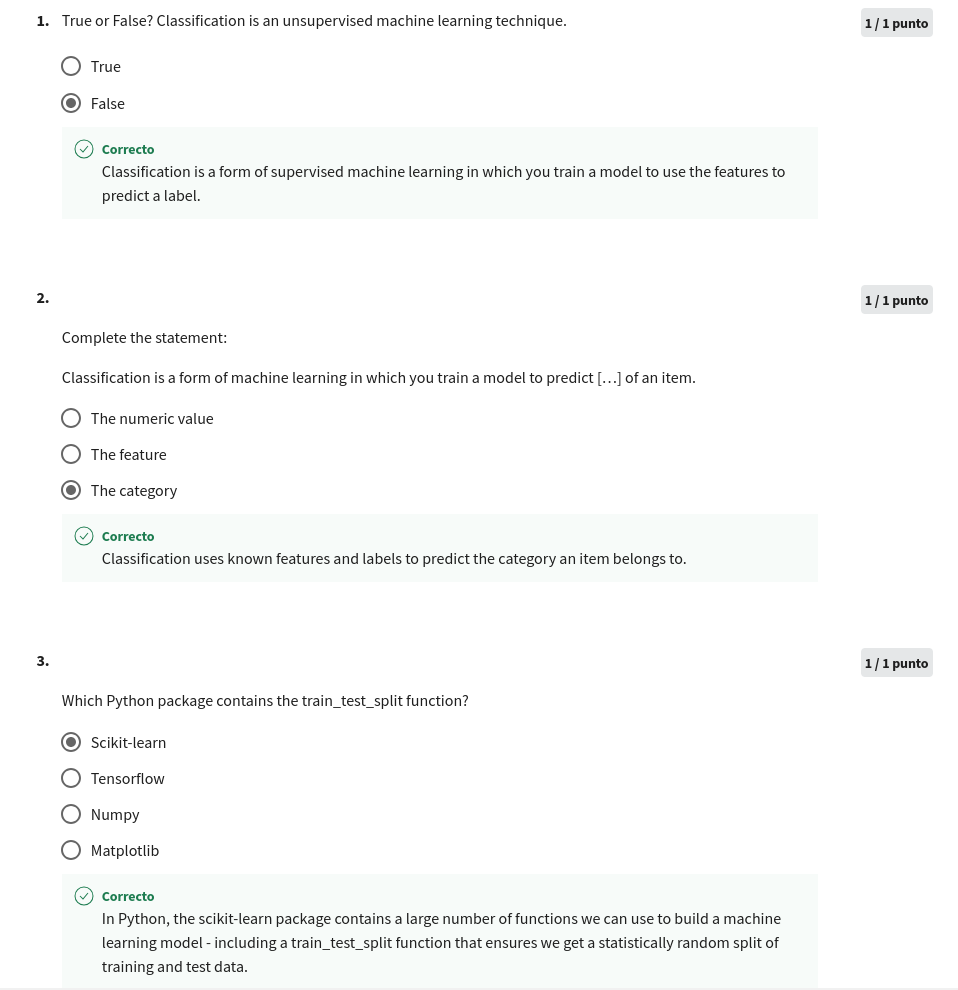 1. True or False? Classification is an unsupervised machine learning technique.
1 / 1 punto
True
False
Correcto
Classification is a form of supervised machine learning in which you train a model to use the features to
predict a label.
2.
1 / 1 punto
Complete the statement:
Classification is a form of machine learning in which you train a model to predict […] of an item.
The numeric value
The feature
The category
Correcto
Classification uses known features and labels to predict the category an item belongs to.
3.
1 / 1 punto
Which Python package contains the train_test_split function?
Scikit-learn
Tensorflow
Numpy
Matplotlib
Correcto
In Python, the scikit-learn package contains a large number of functions we can use to build a machine
learning model - including a train_test_split function that ensures we get a statistically random split of
training and test data.